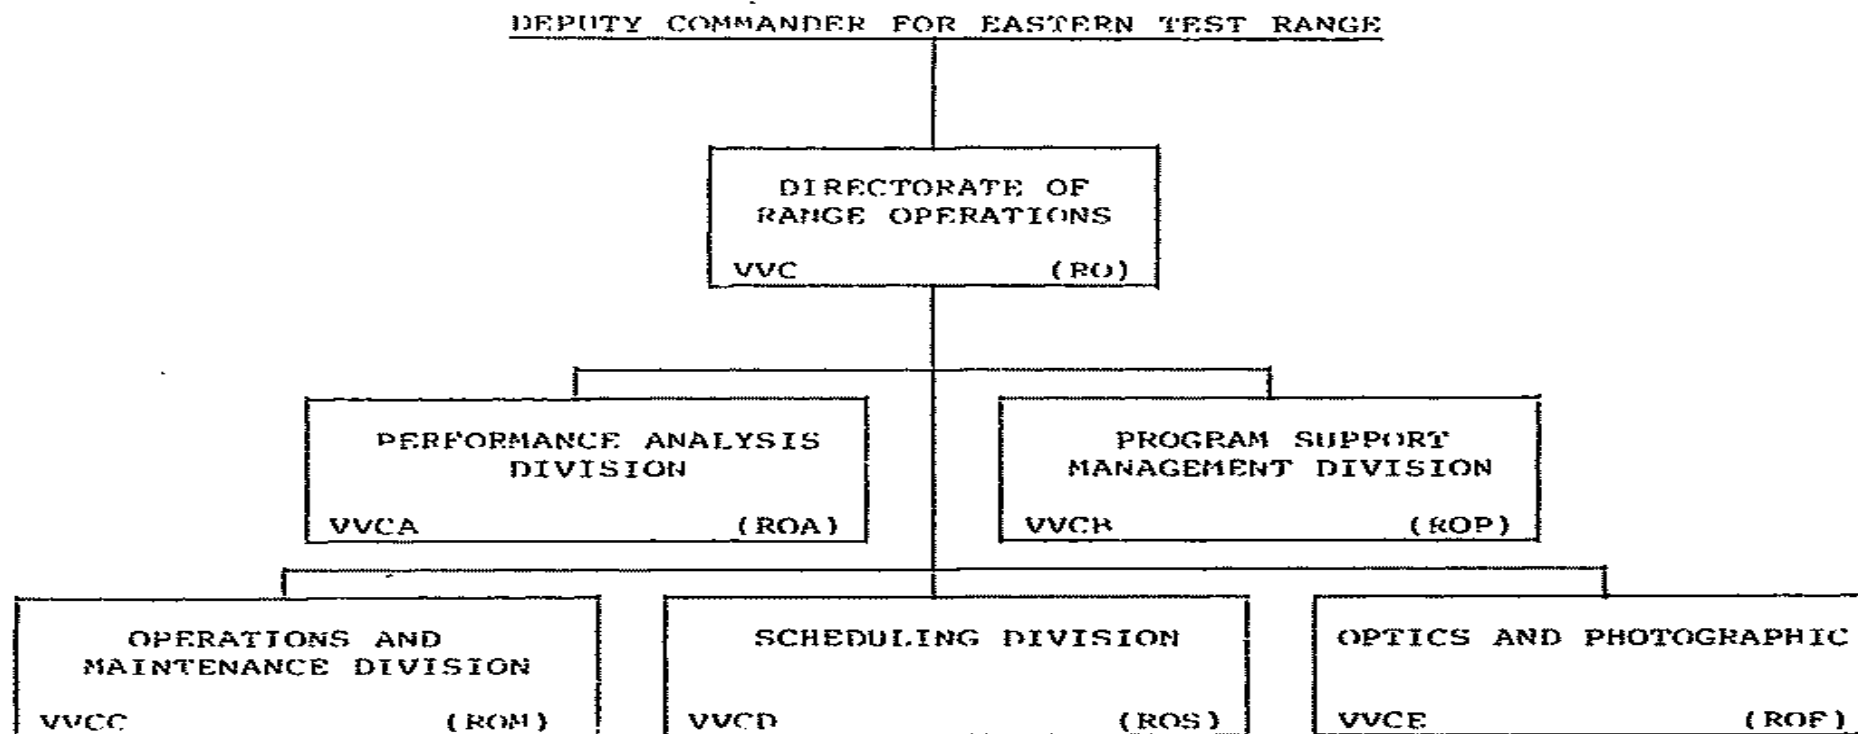 DEPUTY COMMANDER FOR EASTERN TEST RANGE
DIRECTORATE OF
RANGE OPERATIONS
VVC (RO)
PERFORMANCE ANALYSIS
DIVISION
VVCA (ROA)
PROGRAM SUPPORT
MANAGEMENT DIVISION
VVCB (ROP)
OPERATIONS AND
MAINTENANCE DIVISION
VVCC (ROM)
SCHEDULING DIVISION
VVCD (ROS)
OPTICS AND PHOTOGRAPHIC
VVCE (ROF)